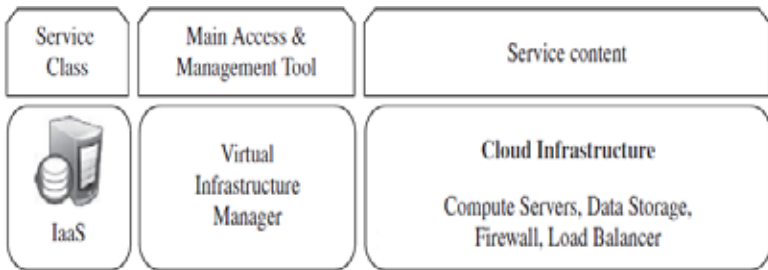 Service
Class
Main Access &
Management Tool
Service content
IaaS
Virtual
Infrastructure
Manager
Cloud Infrastructure
Compute Servers, Data Storage,
Firewall, Load Balancer